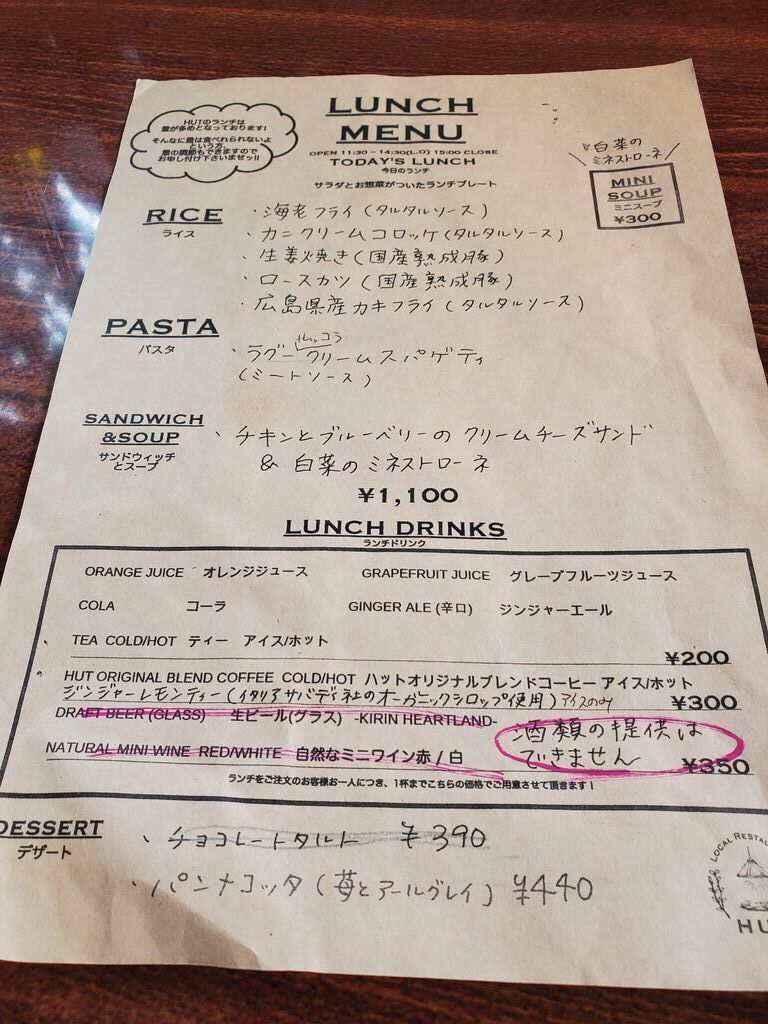 HUTのランチは
量が多めとなっております!
そんなに量は食べれられないよ
という方、
量の調節もできますので
お申し付け下さいませッ!!
LUNCH
MENU
OPEN 11:30 - 14:30(L.O) 15:00 CLOSE
TODAY'S LUNCH
今日のランチ
サラダとお惣菜がついたランチプレート
白菜の
ミネストローネ
MINI
SOUP
ミニスープ
¥300
RICE
ライス
・海老フライ(タルタルソース)
・カニクリームコロッケ(タルタルソース)
・生姜焼き(国産熟成豚)
・ロースカツ(国産熟成豚)
・広島県産カキフライ(タルタルソース)
PASTA
パスタ
・ラグークリームスパゲティ
(ミートソース)
SANDWICH
&SOUP
サンドウィッチ
とスープ
・チキンとブルーベリーのクリームチーズサンド
& 白菜のミネストローネ
¥1,100
LUNCH DRINKS
ランチドリンク
ORANGE JUICE オレンジジュース GRAPEFRUIT JUICE グレープフルーツジュース
COLA コーラ GINGER ALE (辛口) ジンジャーエール
TEA COLD/HOT ティー アイス/ホット
¥200
HUT ORIGINAL BLEND COFFEE COLD/HOT ハットオリジナルブレンドコーヒー アイス/ホット
ジンジャーレモンティー(イタリアサバディ社のオーガニックシロップ使用)アイスのみ ¥300
DRAFT BEER (GLASS) 生ビール(グラス) -KIRIN HEARTLAND-
酒類の提供は
できません
NATURAL MINI WINE RED/WHITE 自然なミニワイン赤 / 白 ¥350
ランチをご注文のお客様お一人につき、1杯までこちらの価格でご用意させて頂きます!
DESSERT
デザート
・チョコレートタルト ¥390
・パンナコッタ(苺とアールグレイ) ¥440
LOCAL RESTAU
HU